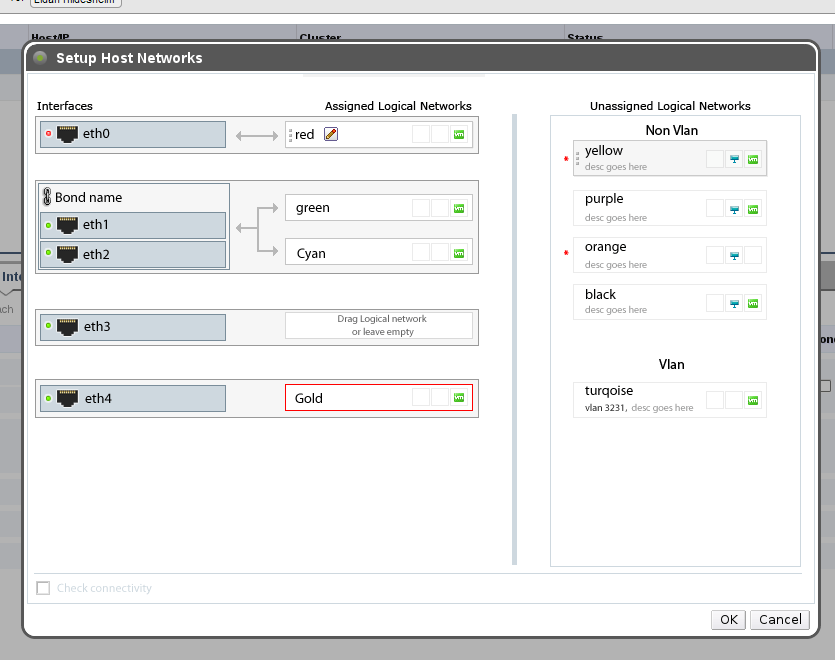 Eldan Hildesheim
Host/IP Cluster Status
Setup Host Networks
Interfaces Assigned Logical Networks Unassigned Logical Networks
eth0 red vm
Bond name
eth1 green vm
eth2 Cyan vm
eth3 Drag Logical network
or leave empty
eth4 Gold vm
Non Vlan
* yellow vm
desc goes here
purple vm
desc goes here
* orange
desc goes here
black vm
desc goes here
Vlan
turqoise vm
vlan 3231, desc goes here
Check connectivity
OK Cancel